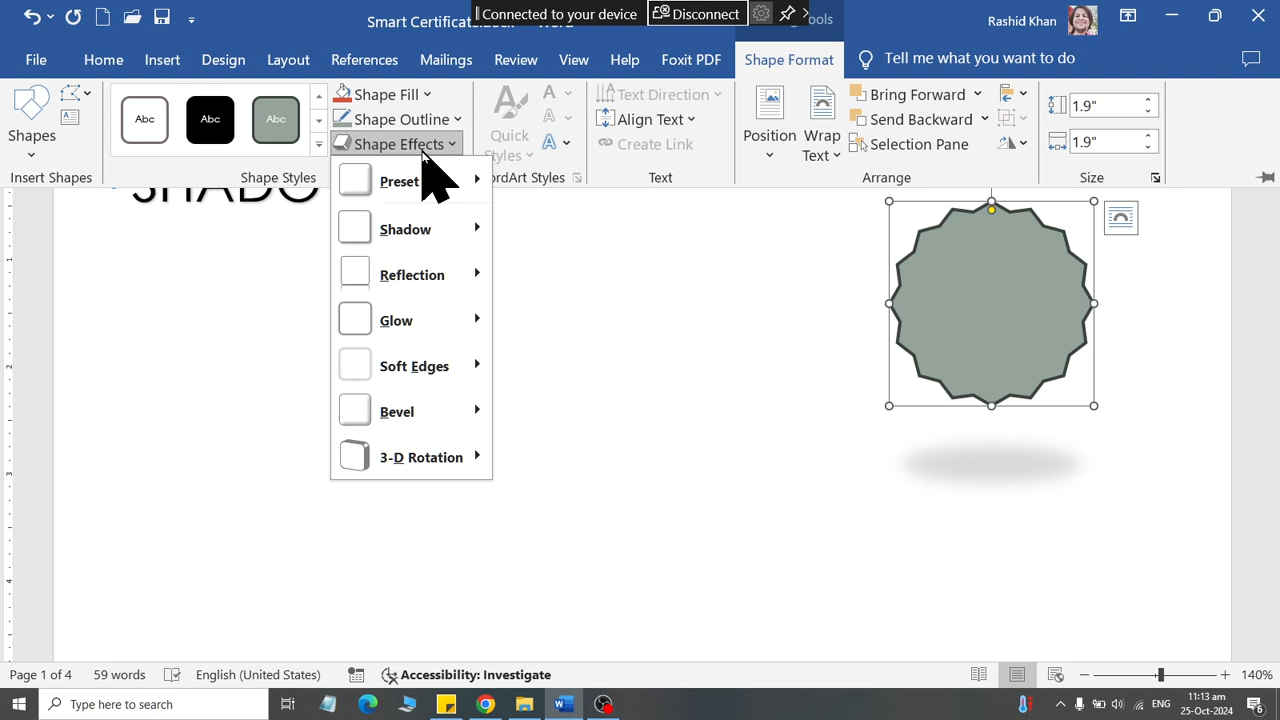 Smart Certificate
Connected to your device
Disconnect
Rashid Khan
File Home Insert Design Layout References Mailings Review View Help Foxit PDF Shape Format Tell me what you want to do
Shapes
Insert Shapes
Abc Abc Abc
Shape Styles
Shape Fill
Shape Outline
Shape Effects
Quick
Styles
Text Direction
Align Text
Create Link
Text
Position
Wrap
Text
Bring Forward
Send Backward
Selection Pane
Arrange
1.9"
1.9"
Size
Preset
Shadow
Reflection
Glow
Soft Edges
Bevel
3-D Rotation
Page 1 of 4 59 words English (United States) Accessibility: Investigate 140%
Type here to search
ENG
11:13 am
25-Oct-2024